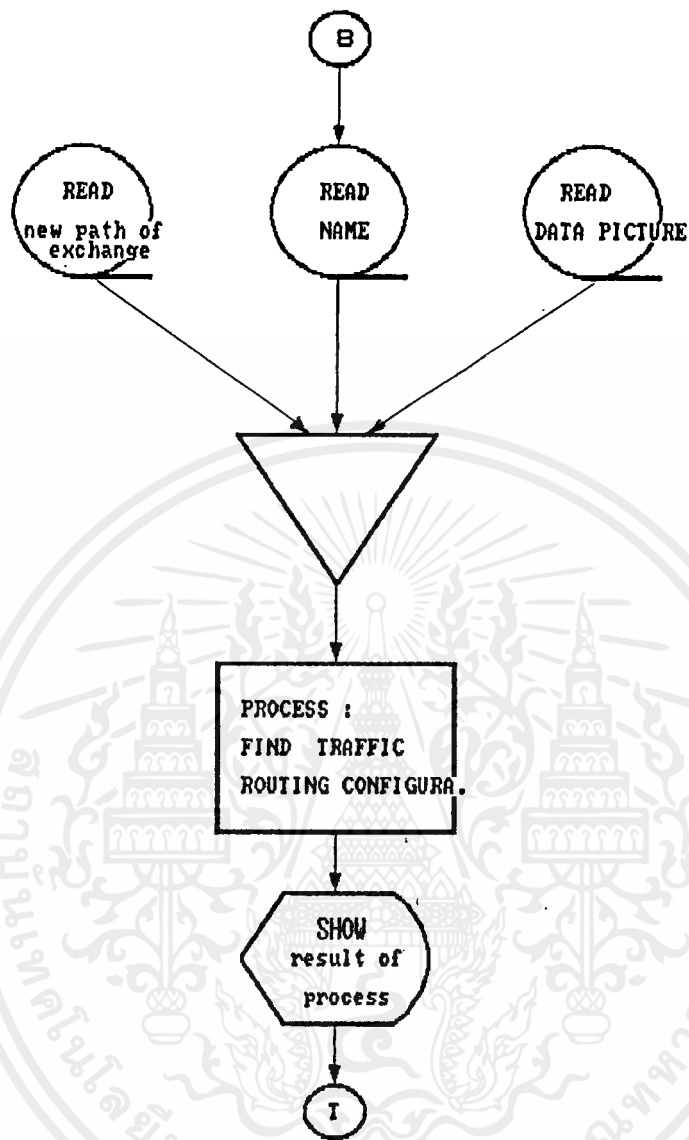 B
READ
new path of
exchange
READ
NAME
READ
DATA PICTURE
PROCESS :
FIND TRAFFIC
ROUTING CONFIGURA.
SHOW
result of
process
I